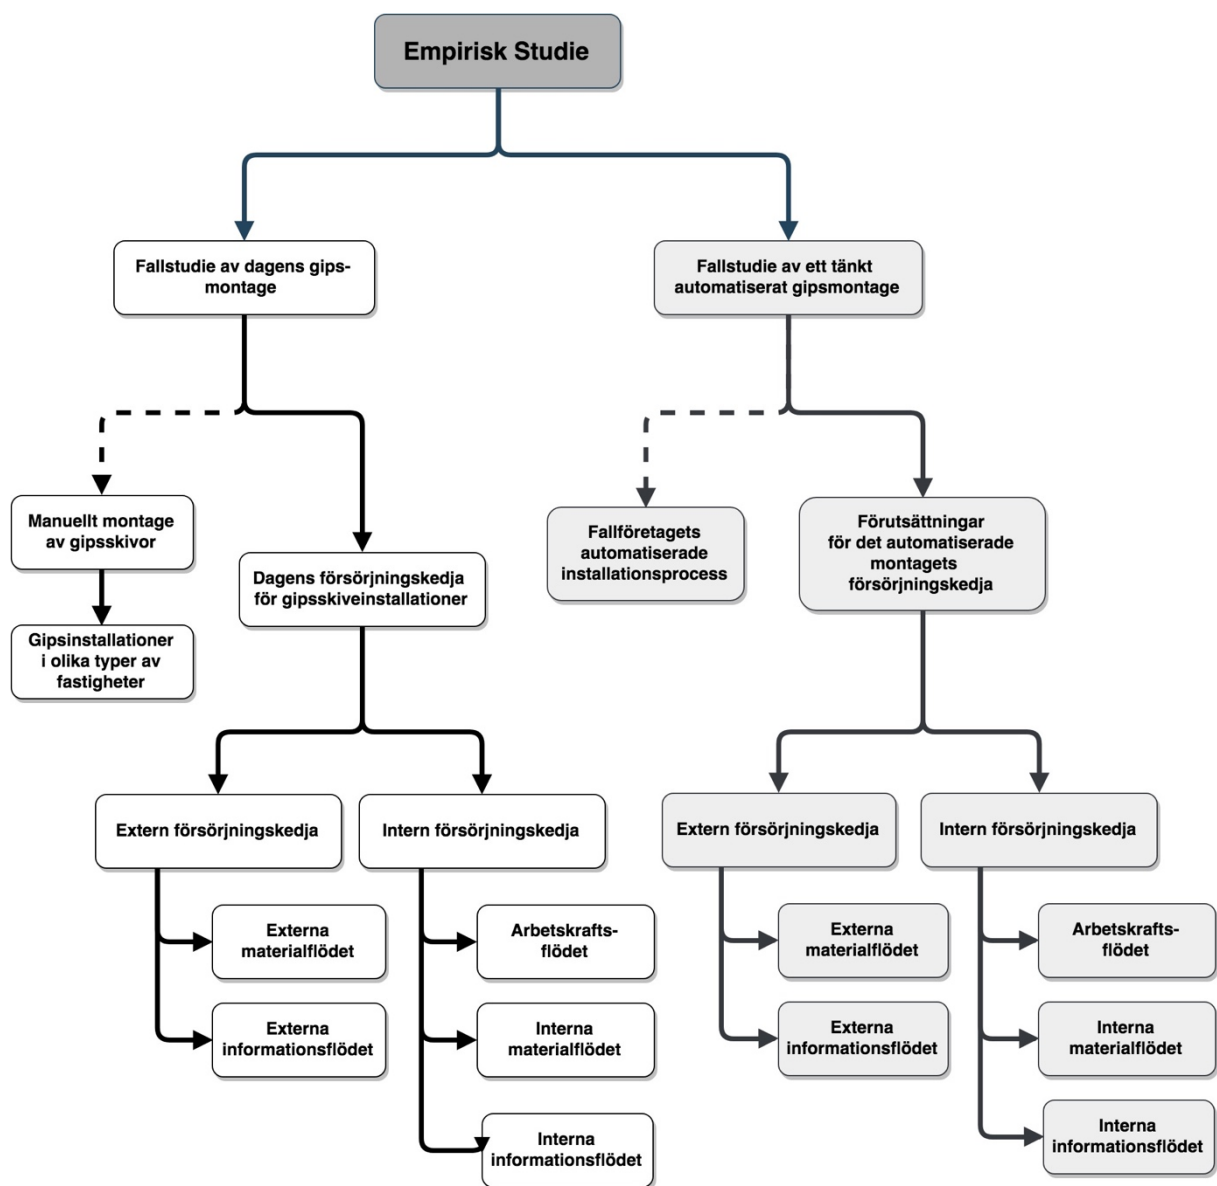 Empirisk Studie
Fallstudie av dagens gips-
montage
Fallstudie av ett tänkt
automatiserat gipsmontage
Manuellt montage
av gipsskivor
Gipsinstallationer
i olika typer av
fastigheter
Dagens försörjningskedja
för gipsskiveinstallationer
Fallföretagets
automatiserade
installationsprocess
Förutsättningar
för det automatiserade
montagets
försörjningskedja
Extern försörjningskedja
Intern försörjningskedja
Externa
materialflödet
Externa
informationsflödet
Arbetskrafts-
flödet
Interna
materialflödet
Interna
informationsflödet
Extern försörjningskedja
Intern försörjningskedja
Externa
materialflödet
Externa
informationsflödet
Arbetskrafts-
flödet
Interna
materialflödet
Interna
informationsflödet